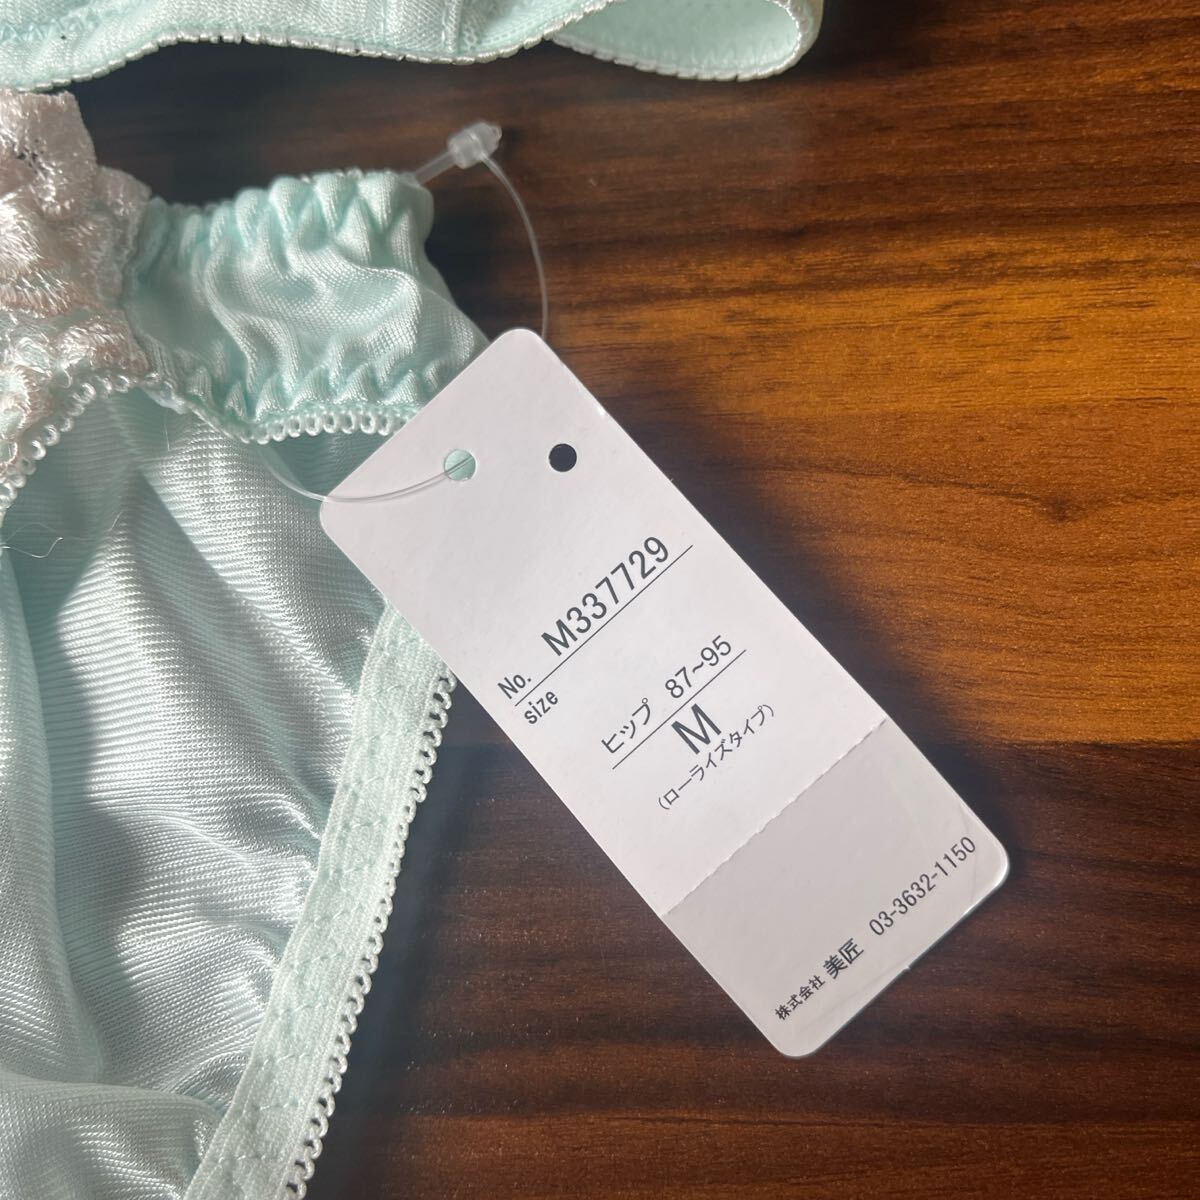 No. M337729
size
ヒップ 87~95
M
(ローライズタイプ)
株式会社 美匠 03-3632-1150